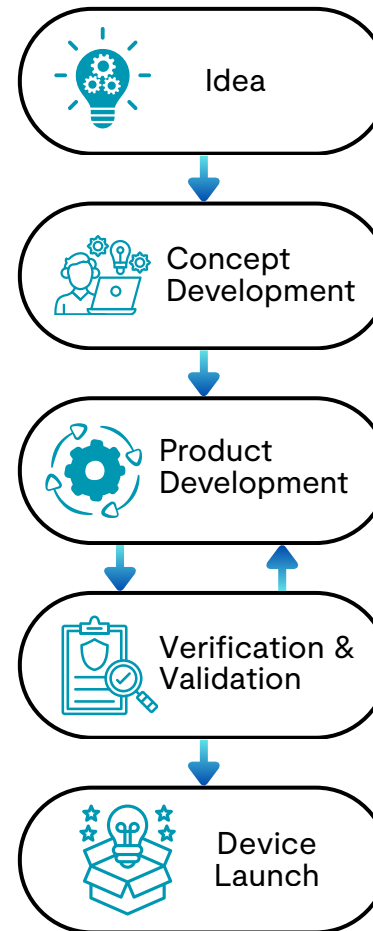 Idea
Concept
Development
Product
Development
Verification &
Validation
Device
Launch